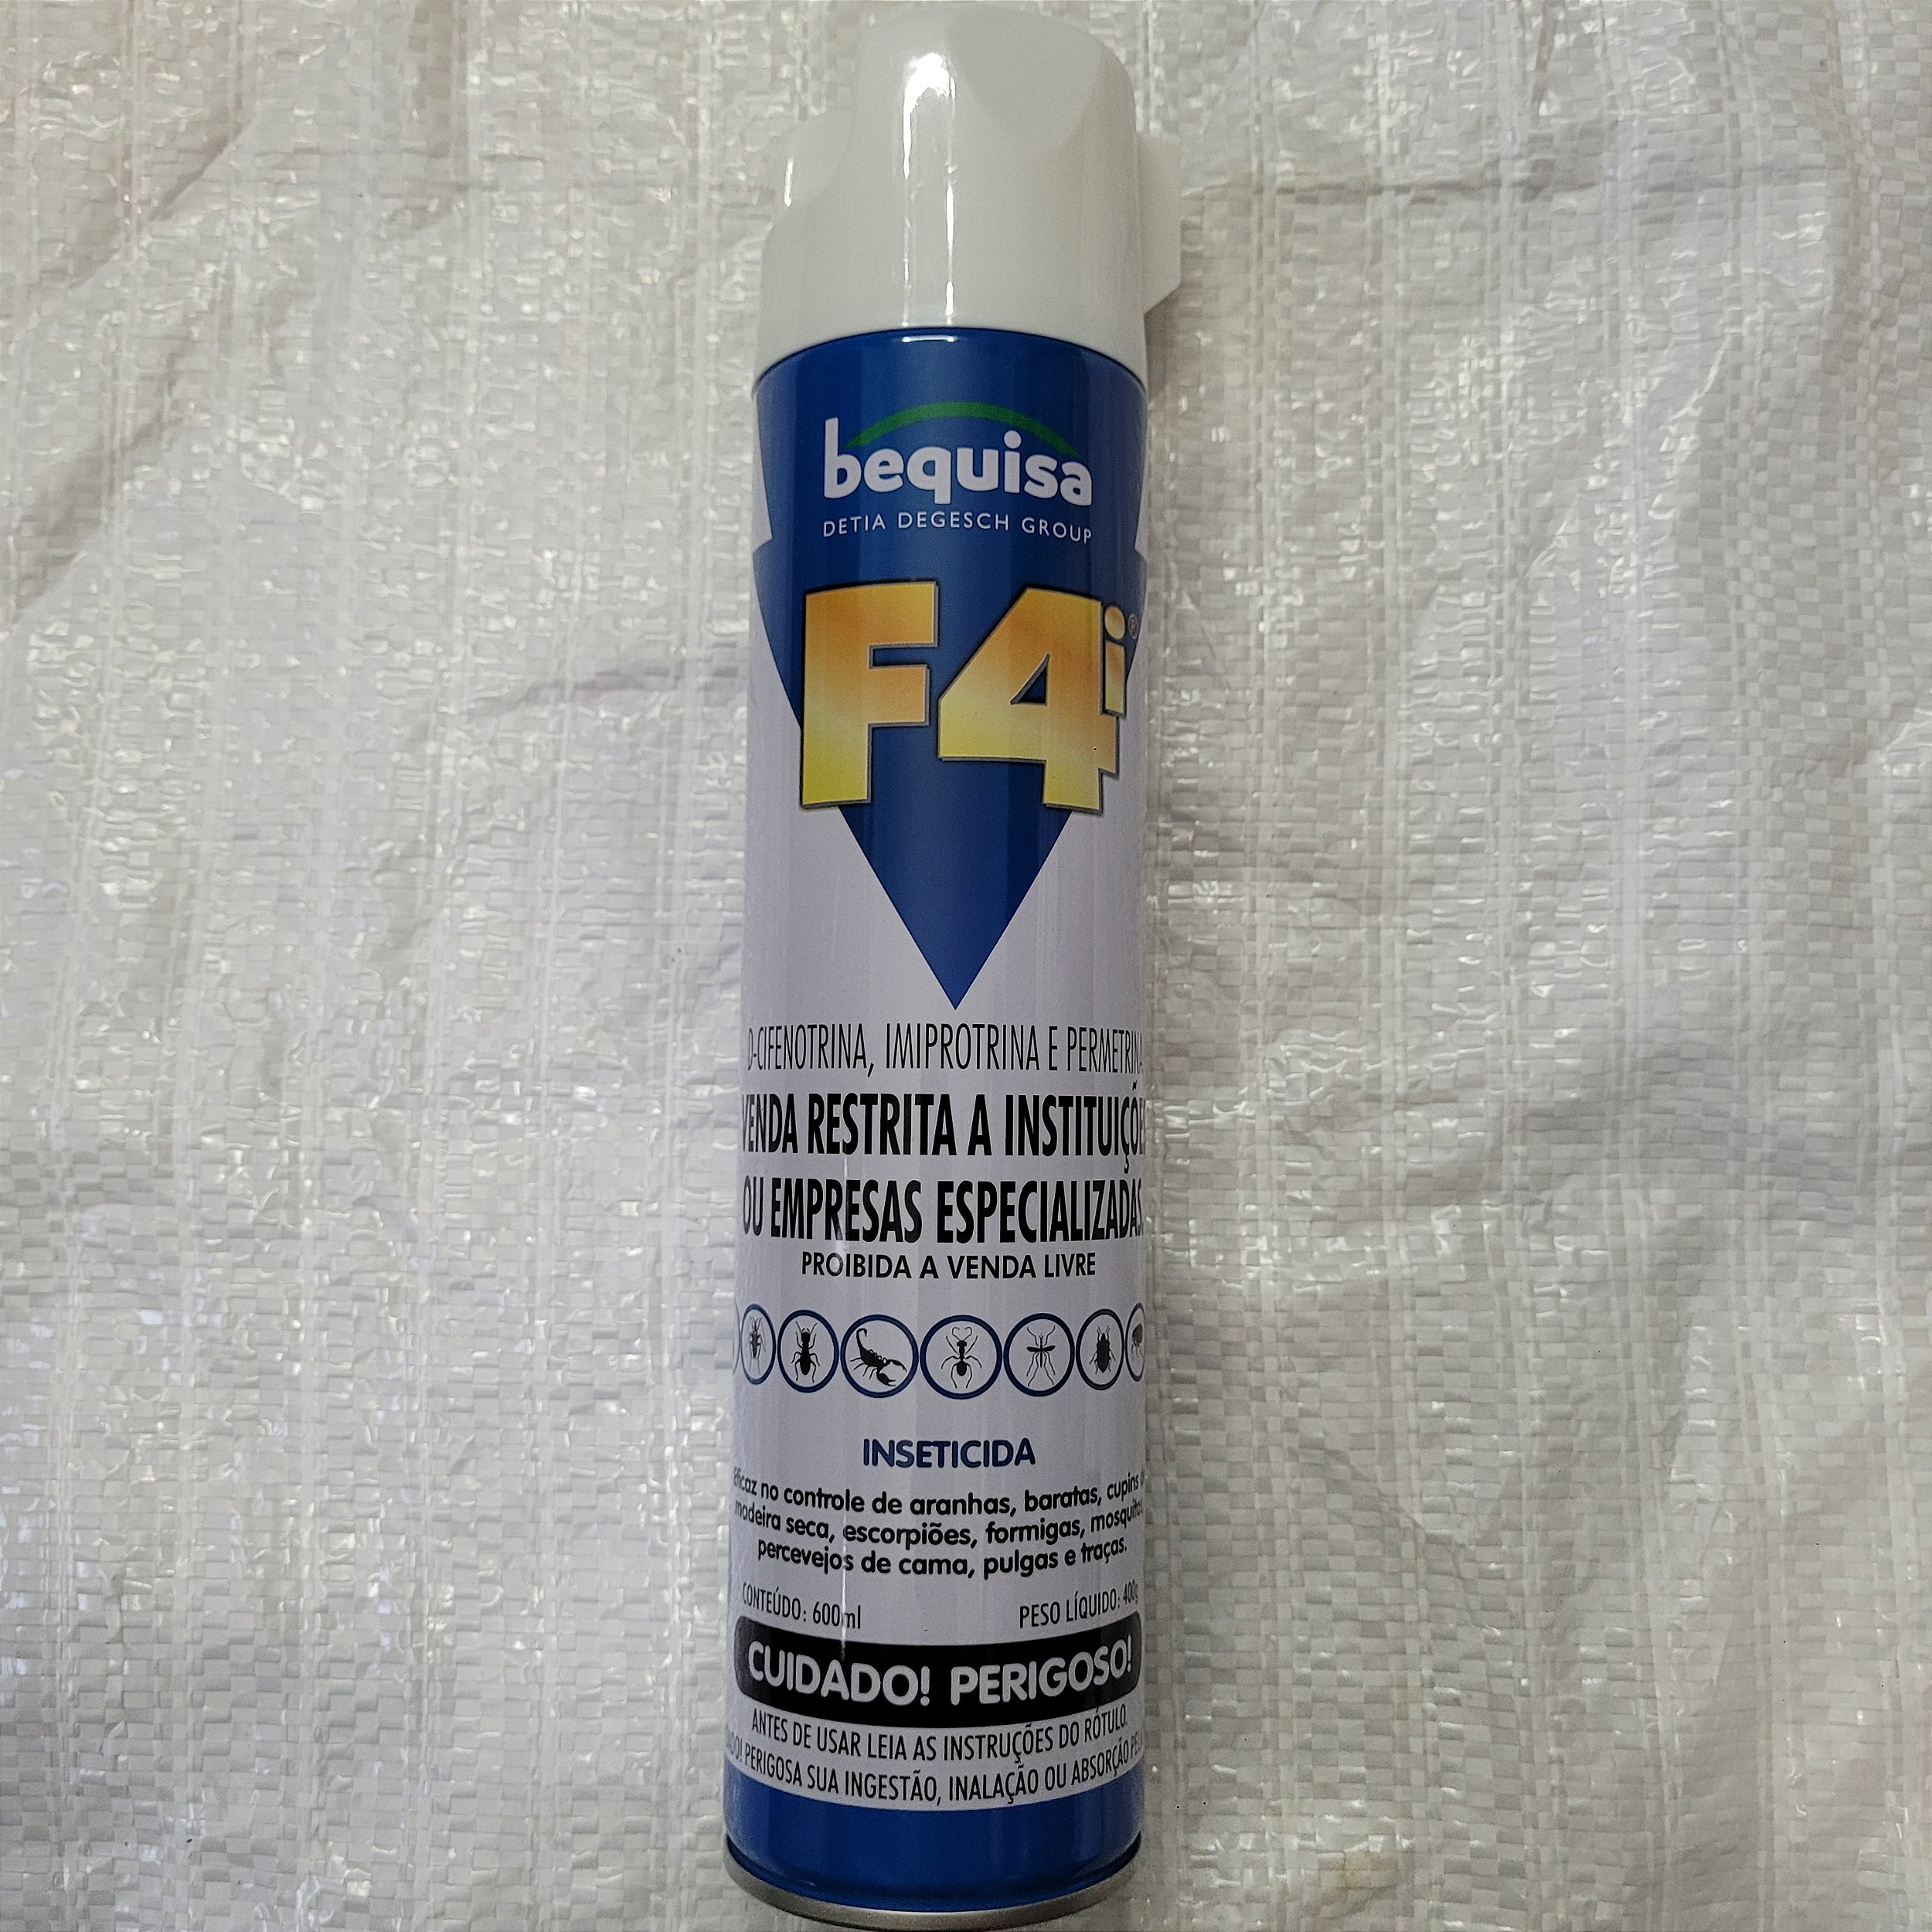 bequisa
DETIA DEGESCH GROUP
F4i®
D-CIFENOTRINA, IMIPROTRINA E PERMETRINA
VENDA RESTRITA A INSTITUIÇÕES
OU EMPRESAS ESPECIALIZADAS
PROIBIDA A VENDA LIVRE
INSETICIDA
Eficaz no controle de aranhas, baratas, cupins de
madeira seca, escorpiões, formigas, mosquitos,
percevejos de cama, pulgas e traças.
CONTEÚDO: 600ml PESO LÍQUIDO: 400g
CUIDADO! PERIGOSO!
ANTES DE USAR LEIA AS INSTRUÇÕES DO RÓTULO.
PERIGOSA SUA INGESTÃO, INALAÇÃO OU ABSORÇÃO